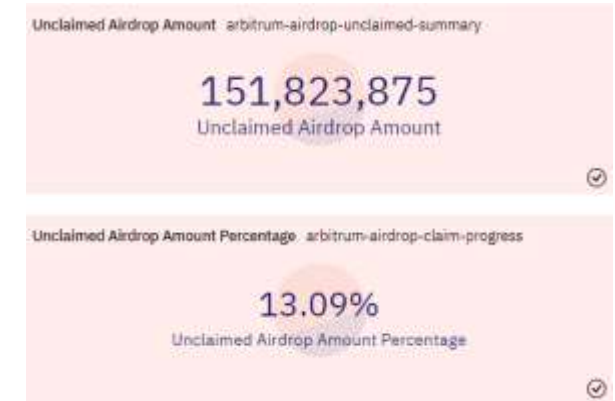 Unclaimed Airdrop Amount arbitrum-airdrop-unclaimed-summary
151,823,875
Unclaimed Airdrop Amount
Unclaimed Airdrop Amount Percentage arbitrum-airdrop-claim-progress
13.09%
Unclaimed Airdrop Amount Percentage